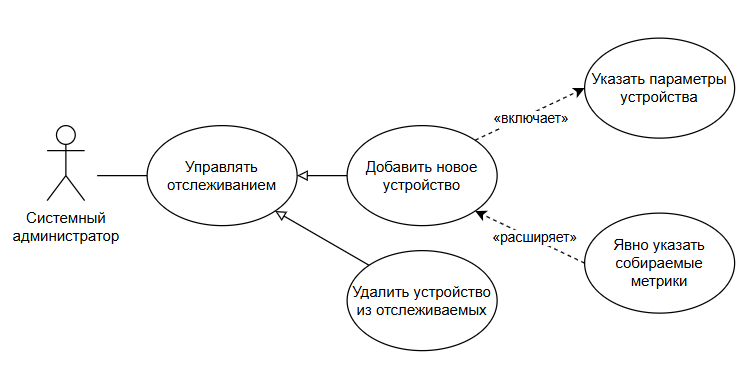 Системный
администратор
Управлять
отслеживанием
Добавить новое
устройство
Удалить устройство
из отслеживаемых
«включает»
«расширяет»
Указать параметры
устройства
Явно указать
собираемые
метрики